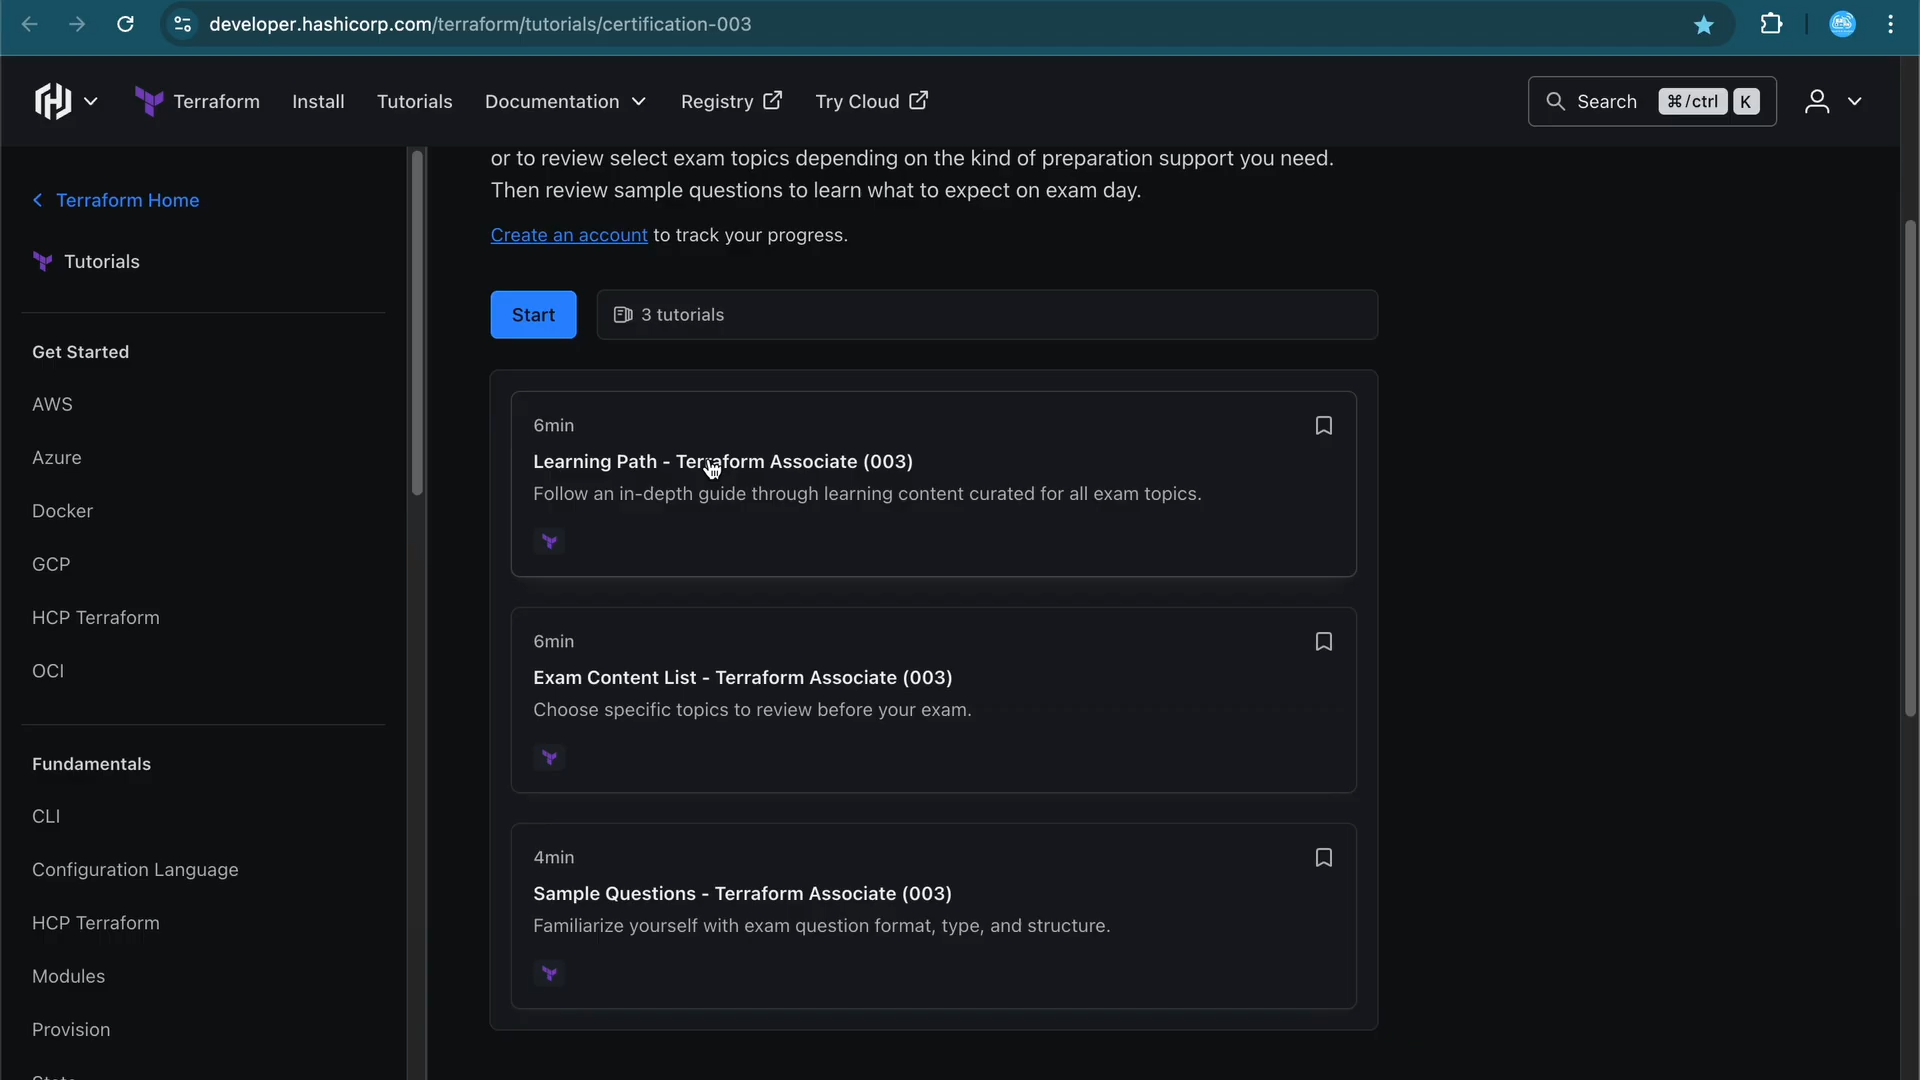 developer.hashicorp.com/terraform/tutorials/certification-003
Terraform
Install
Tutorials
Documentation
Registry
Try Cloud
Search
⌘/ctrl
K
Terraform Home
Tutorials
Get Started
AWS
Azure
Docker
GCP
HCP Terraform
OCI
Fundamentals
CLI
Configuration Language
HCP Terraform
Modules
Provision
or to review select exam topics depending on the kind of preparation support you need.
Then review sample questions to learn what to expect on exam day.
Create an account to track your progress.
Start
3 tutorials
6min
Learning Path - Terraform Associate (003)
Follow an in-depth guide through learning content curated for all exam topics.
6min
Exam Content List - Terraform Associate (003)
Choose specific topics to review before your exam.
4min
Sample Questions - Terraform Associate (003)
Familiarize yourself with exam question format, type, and structure.